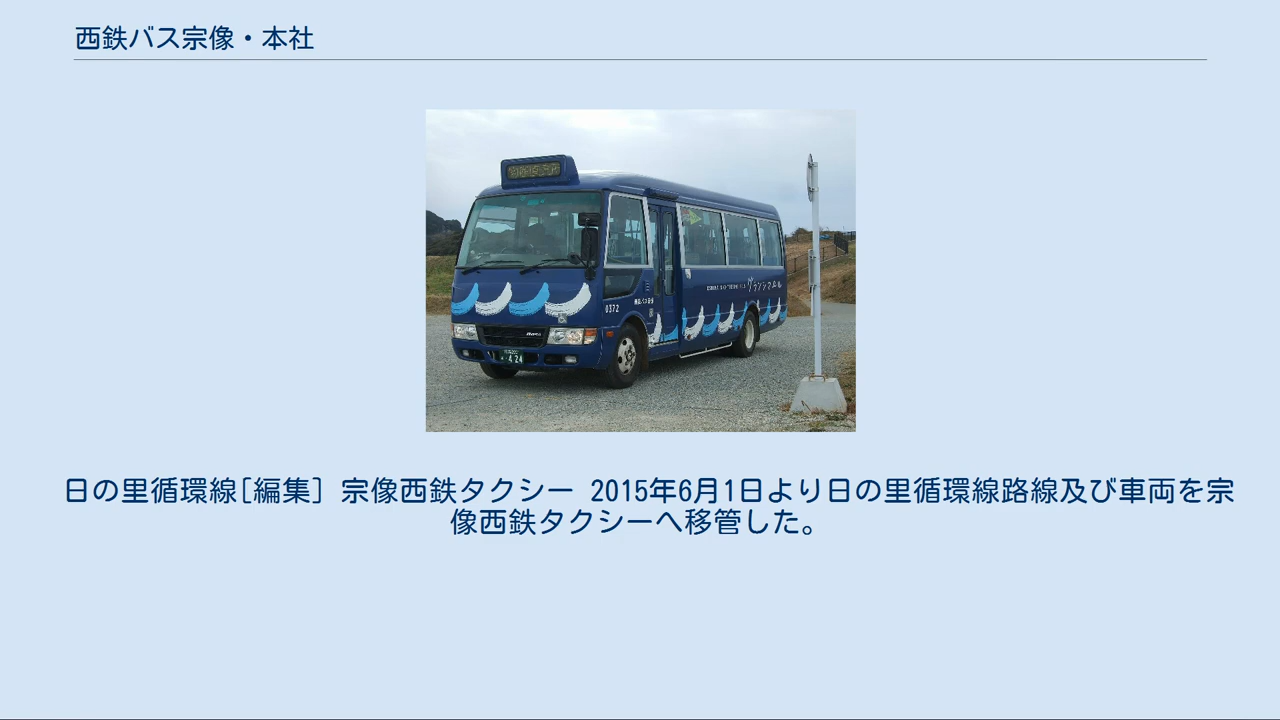 西鉄バス宗像・本社
0372
4 24
日の里循環線[編集] 宗像西鉄タクシー 2015年6月1日より日の里循環線路線及び車両を宗
像西鉄タクシーへ移管した。